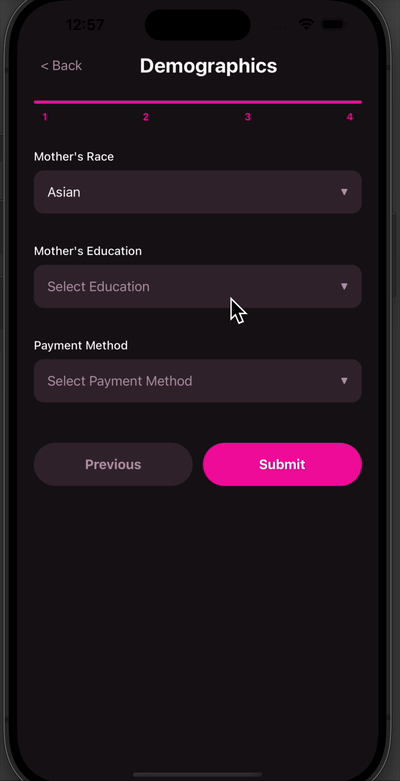 12:57
< Back
Demographics
1 2 3 4
Mother's Race
Asian ▼
Mother's Education
Select Education ▼
Payment Method
Select Payment Method ▼
Previous
Submit